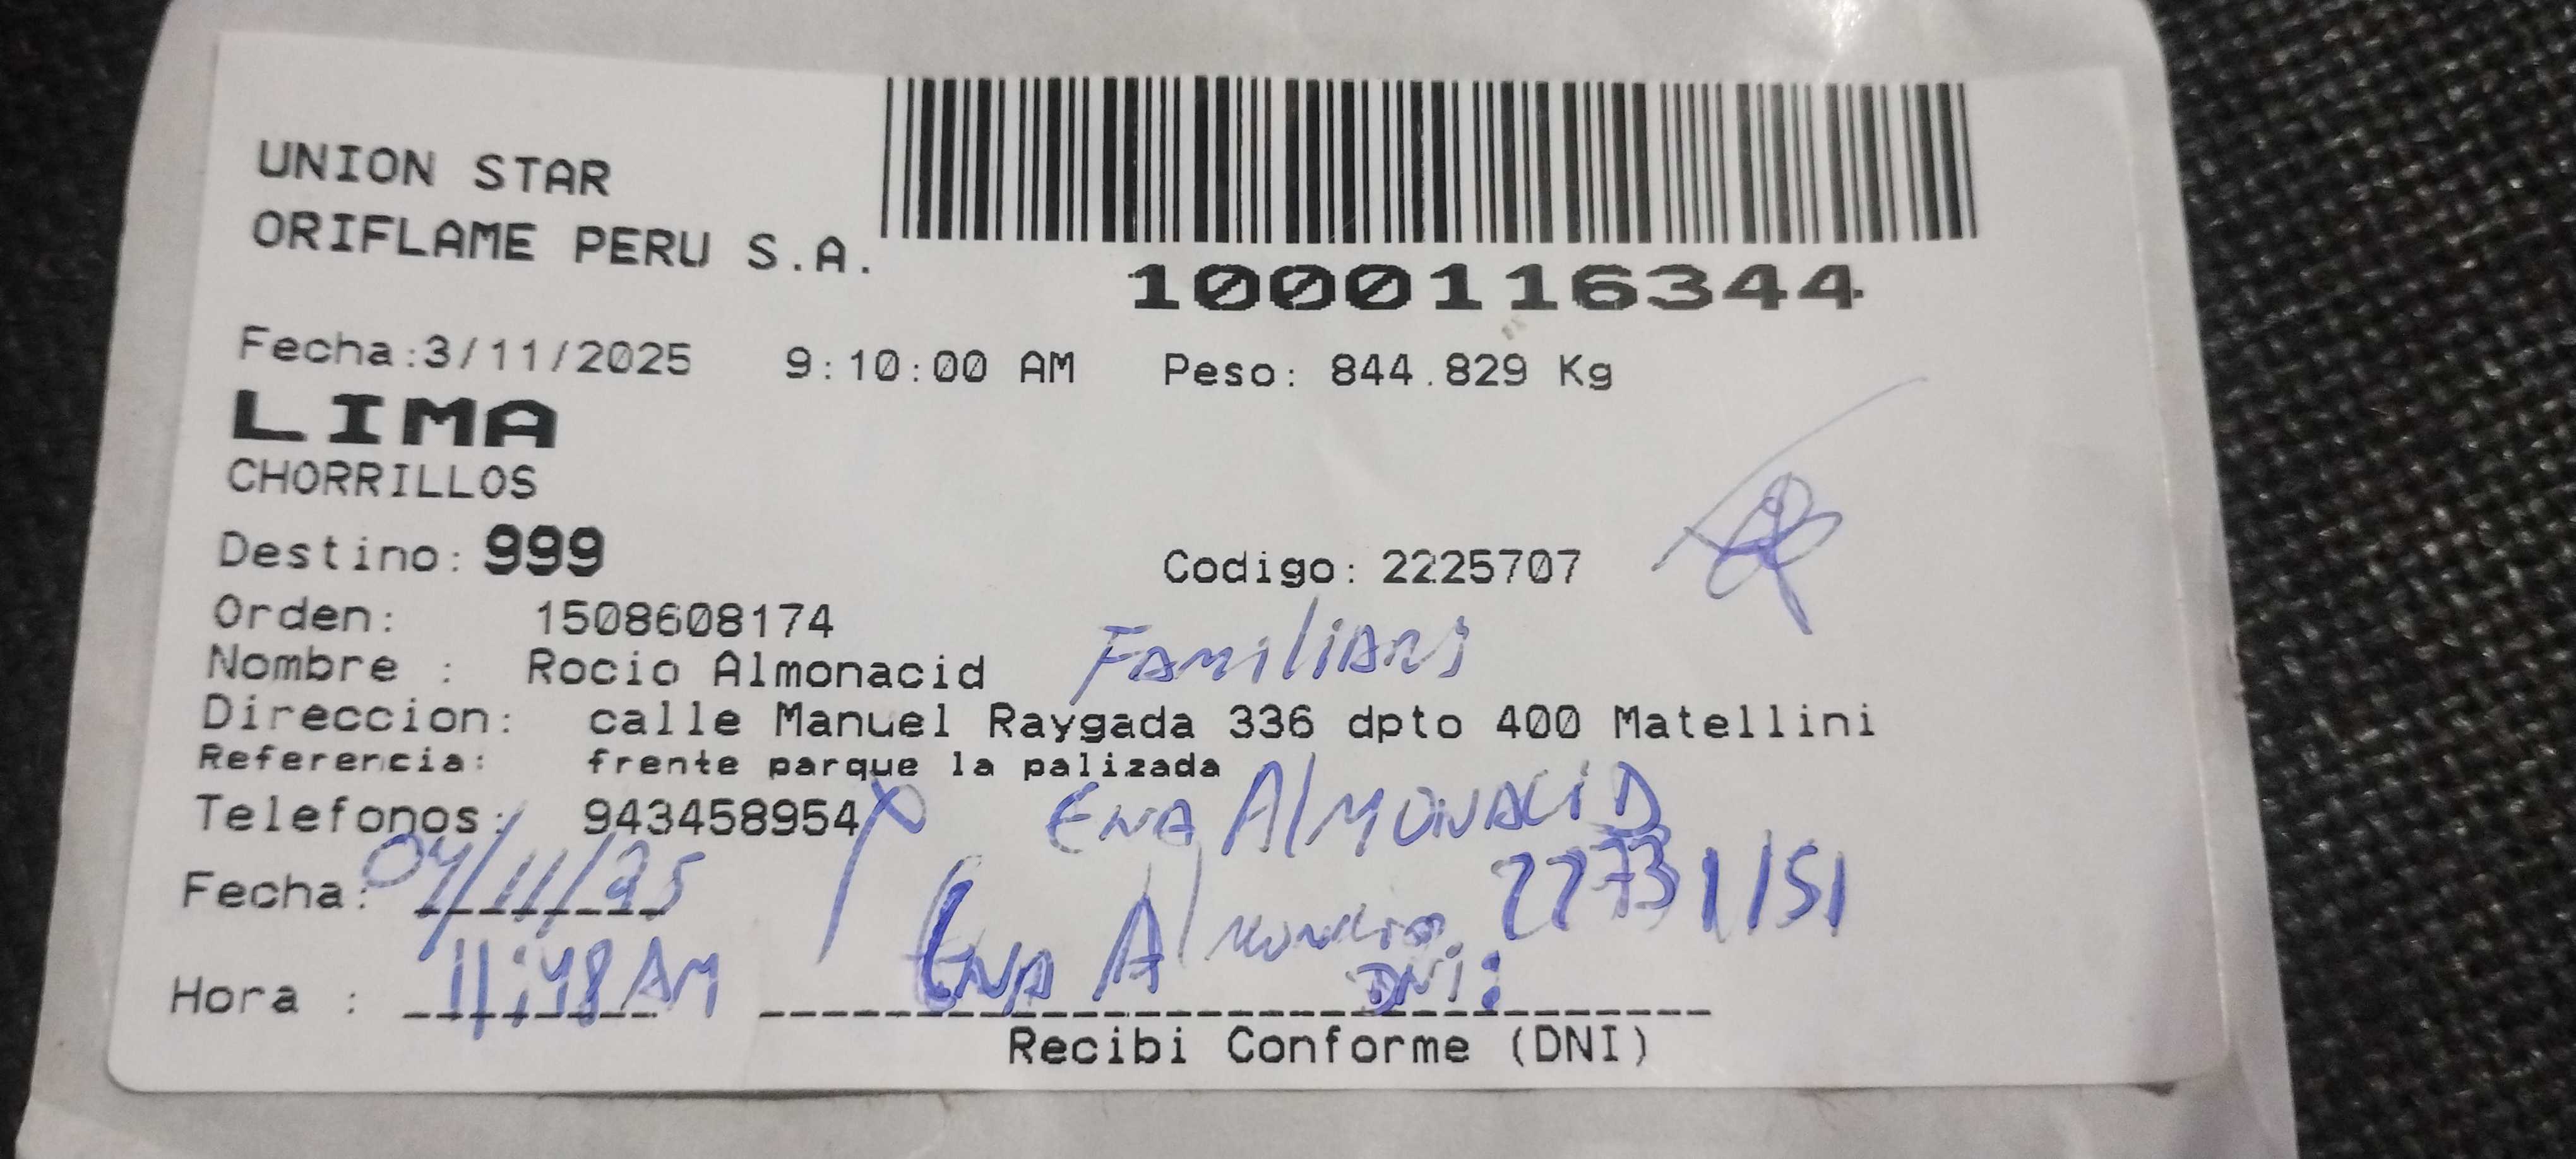 UNION STAR
ORIFLAME PERU S.A.
1000116344
Fecha:3/11/2025 9:10:00 AM Peso: 844.829 Kg
LIMA
CHORRILLOS
Destino: 999 Codigo: 2225707
Orden: 1508608174
Nombre : Rocio Almonacid FAMiliARS
Direccion: calle Manuel Raygada 336 dpto 400 Matellini
Referencia: frente parque la palizada
Telefonos: 943458954
ENA AlMONACiD
Fecha: 04/11/25
Hora : 11:48 AM
ENA Almonacid DNi:
Recibi Conforme (DNI)